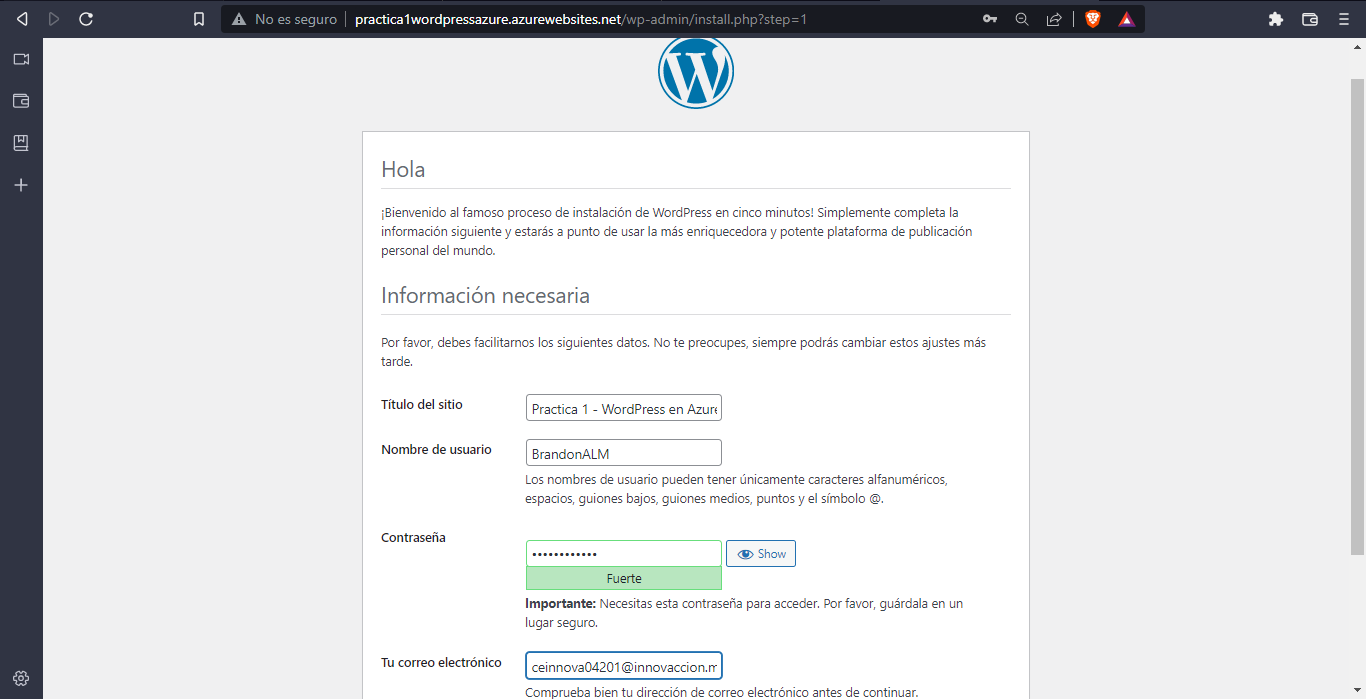 No es seguro practica1wordpressazure.azurewebsites.net/wp-admin/install.php?step=1
Hola
¡Bienvenido al famoso proceso de instalación de WordPress en cinco minutos! Simplemente completa la
información siguiente y estarás a punto de usar la más enriquecedora y potente plataforma de publicación
personal del mundo.
Información necesaria
Por favor, debes facilitarnos los siguientes datos. No te preocupes, siempre podrás cambiar estos ajustes más
tarde.
Título del sitio
Practica 1 - WordPress en Azure
Nombre de usuario
BrandonALM
Los nombres de usuario pueden tener únicamente caracteres alfanuméricos,
espacios, guiones bajos, guiones medios, puntos y el símbolo @.
Contraseña
••••••••••••
Show
Fuerte
Importante: Necesitas esta contraseña para acceder. Por favor, guárdala en un
lugar seguro.
Tu correo electrónico
ceinnova04201@innovaccion.m
Comprueba bien tu dirección de correo electrónico antes de continuar.